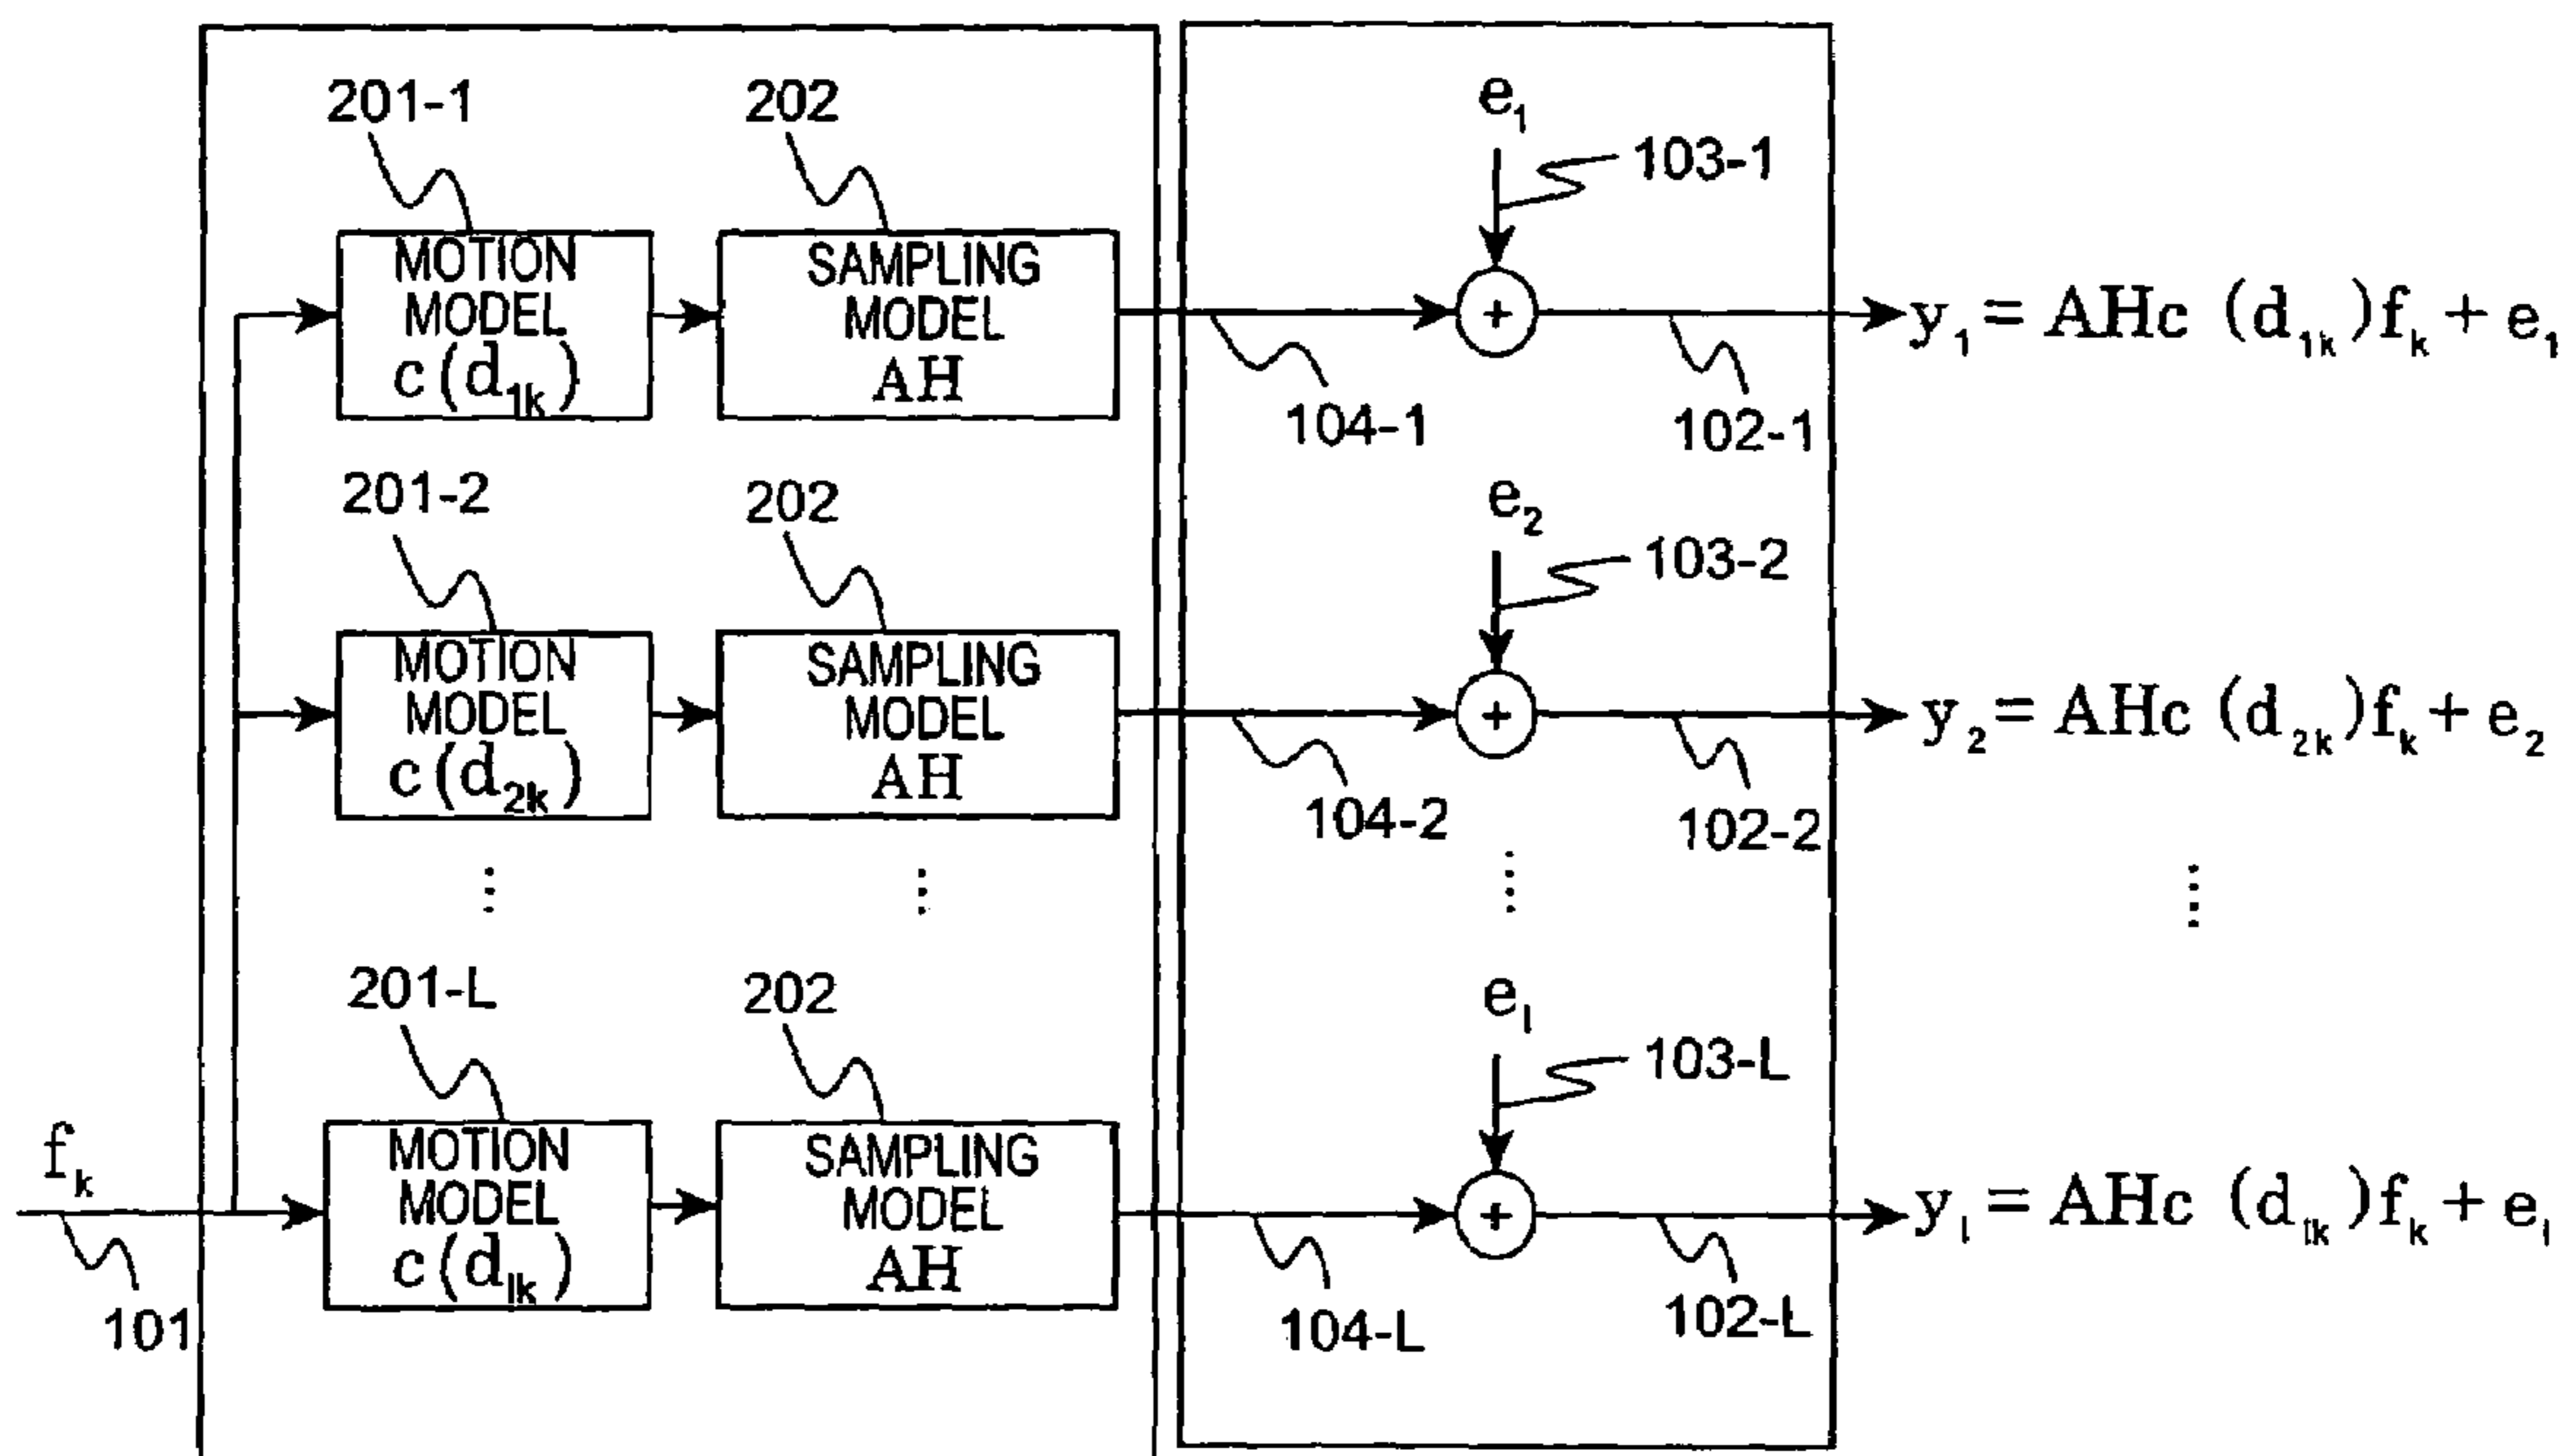 201-1
202
e₁
103-1
MOTION
MODEL
c(d₁ₖ)
SAMPLING
MODEL
AH
+
y₁ = AHc (d₁ₖ)fₖ + e₁
104-1
102-1
201-2
202
e₂
103-2
MOTION
MODEL
c(d₂ₖ)
SAMPLING
MODEL
AH
+
y₂ = AHc (d₂ₖ)fₖ + e₂
104-2
102-2
201-L
202
eₗ
103-L
fₖ
MOTION
MODEL
c(dₗₖ)
SAMPLING
MODEL
AH
+
yₗ = AHc (dₗₖ)fₖ + eₗ
101
104-L
102-L